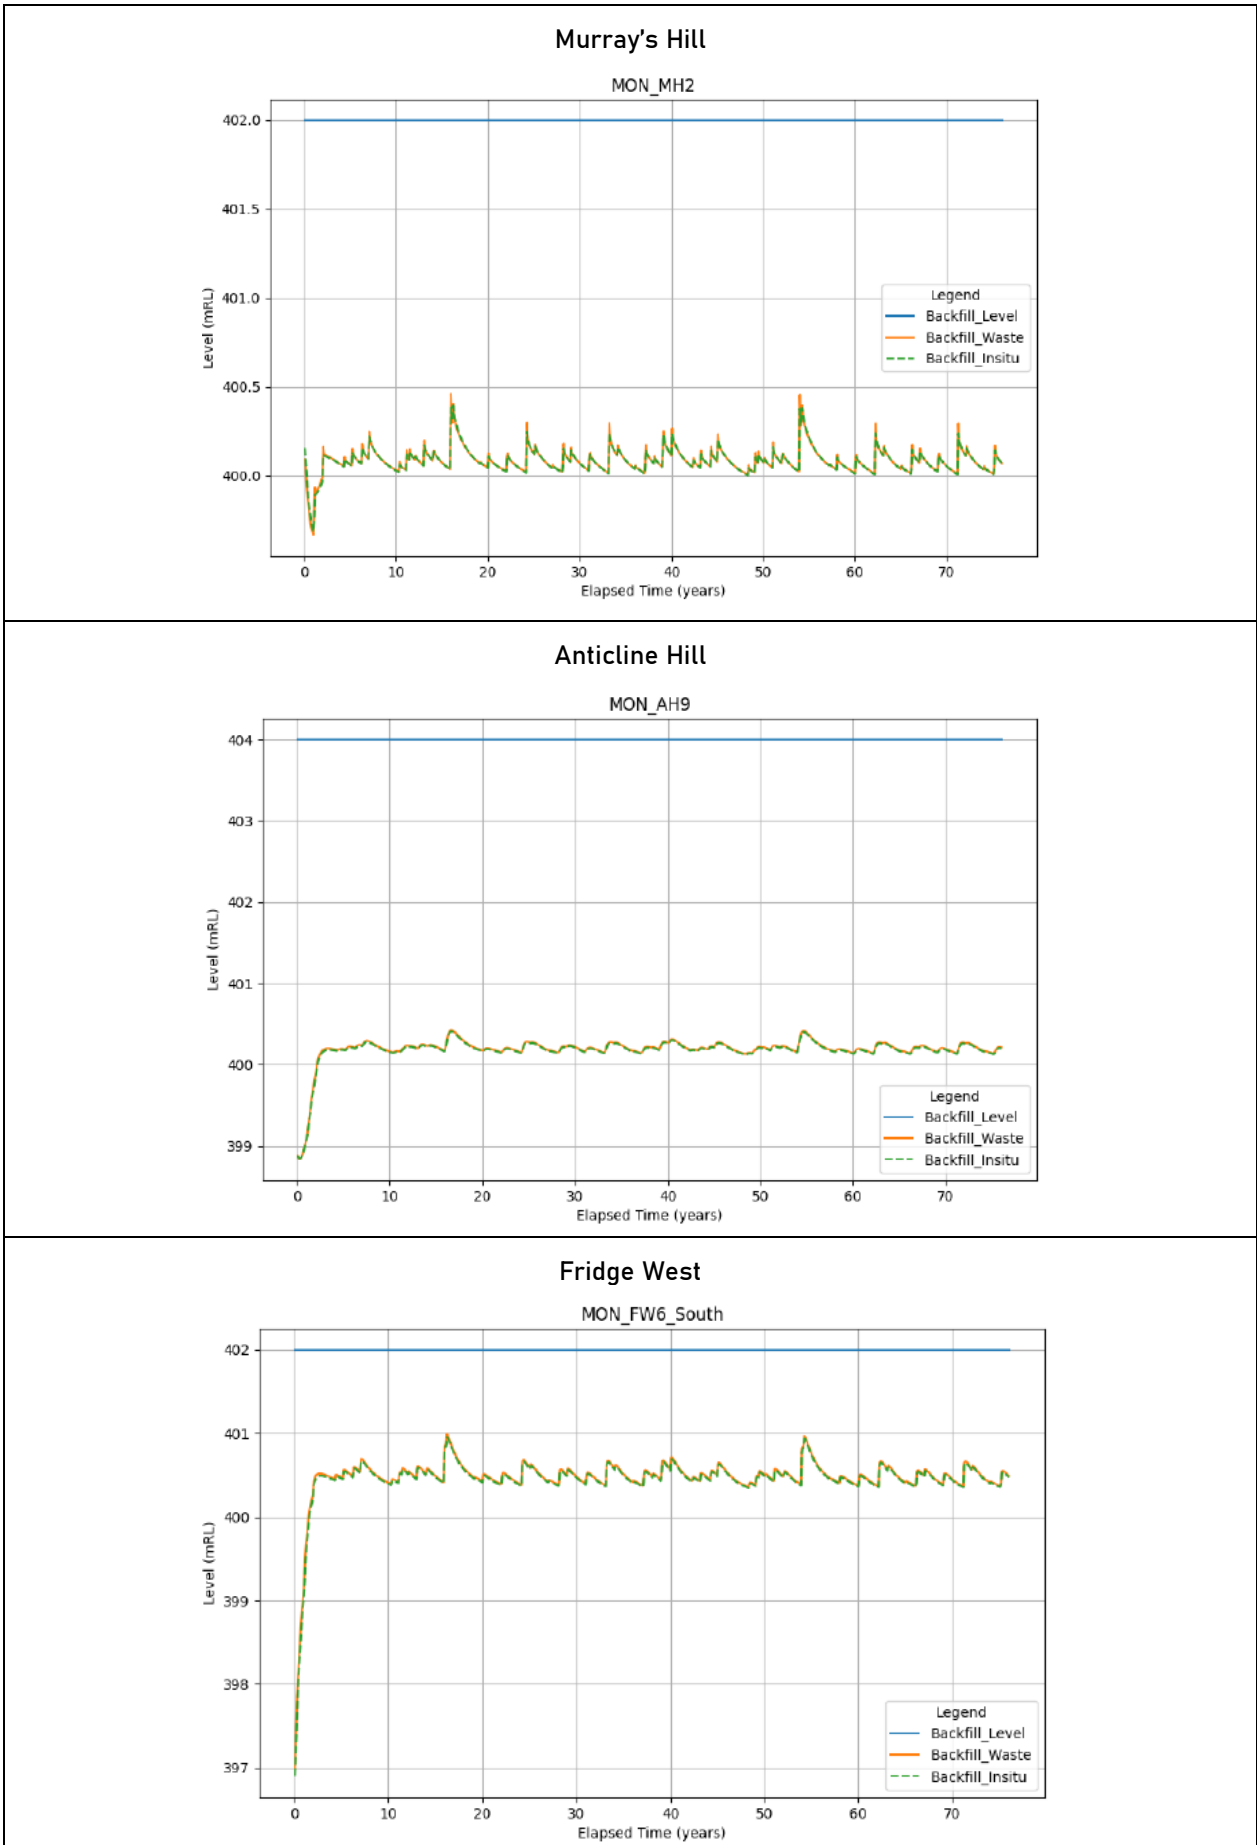 Murray's Hill
MON_MH2
402.0
401.5
401.0
400.5
400.0
Level (mRL)
Legend
Backfill_Level
Backfill_Waste
Backfill_Insitu
0 10 20 30 40 50 60 70
Elapsed Time (years)
Anticline Hill
MON_AH9
404
403
402
401
400
399
Level (mRL)
Legend
Backfill_Level
Backfill_Waste
Backfill_Insitu
0 10 20 30 40 50 60 70
Elapsed Time (years)
Fridge West
MON_FW6_South
402
401
400
399
398
397
Level (mRL)
Legend
Backfill_Level
Backfill_Waste
Backfill_Insitu
0 10 20 30 40 50 60 70
Elapsed Time (years)